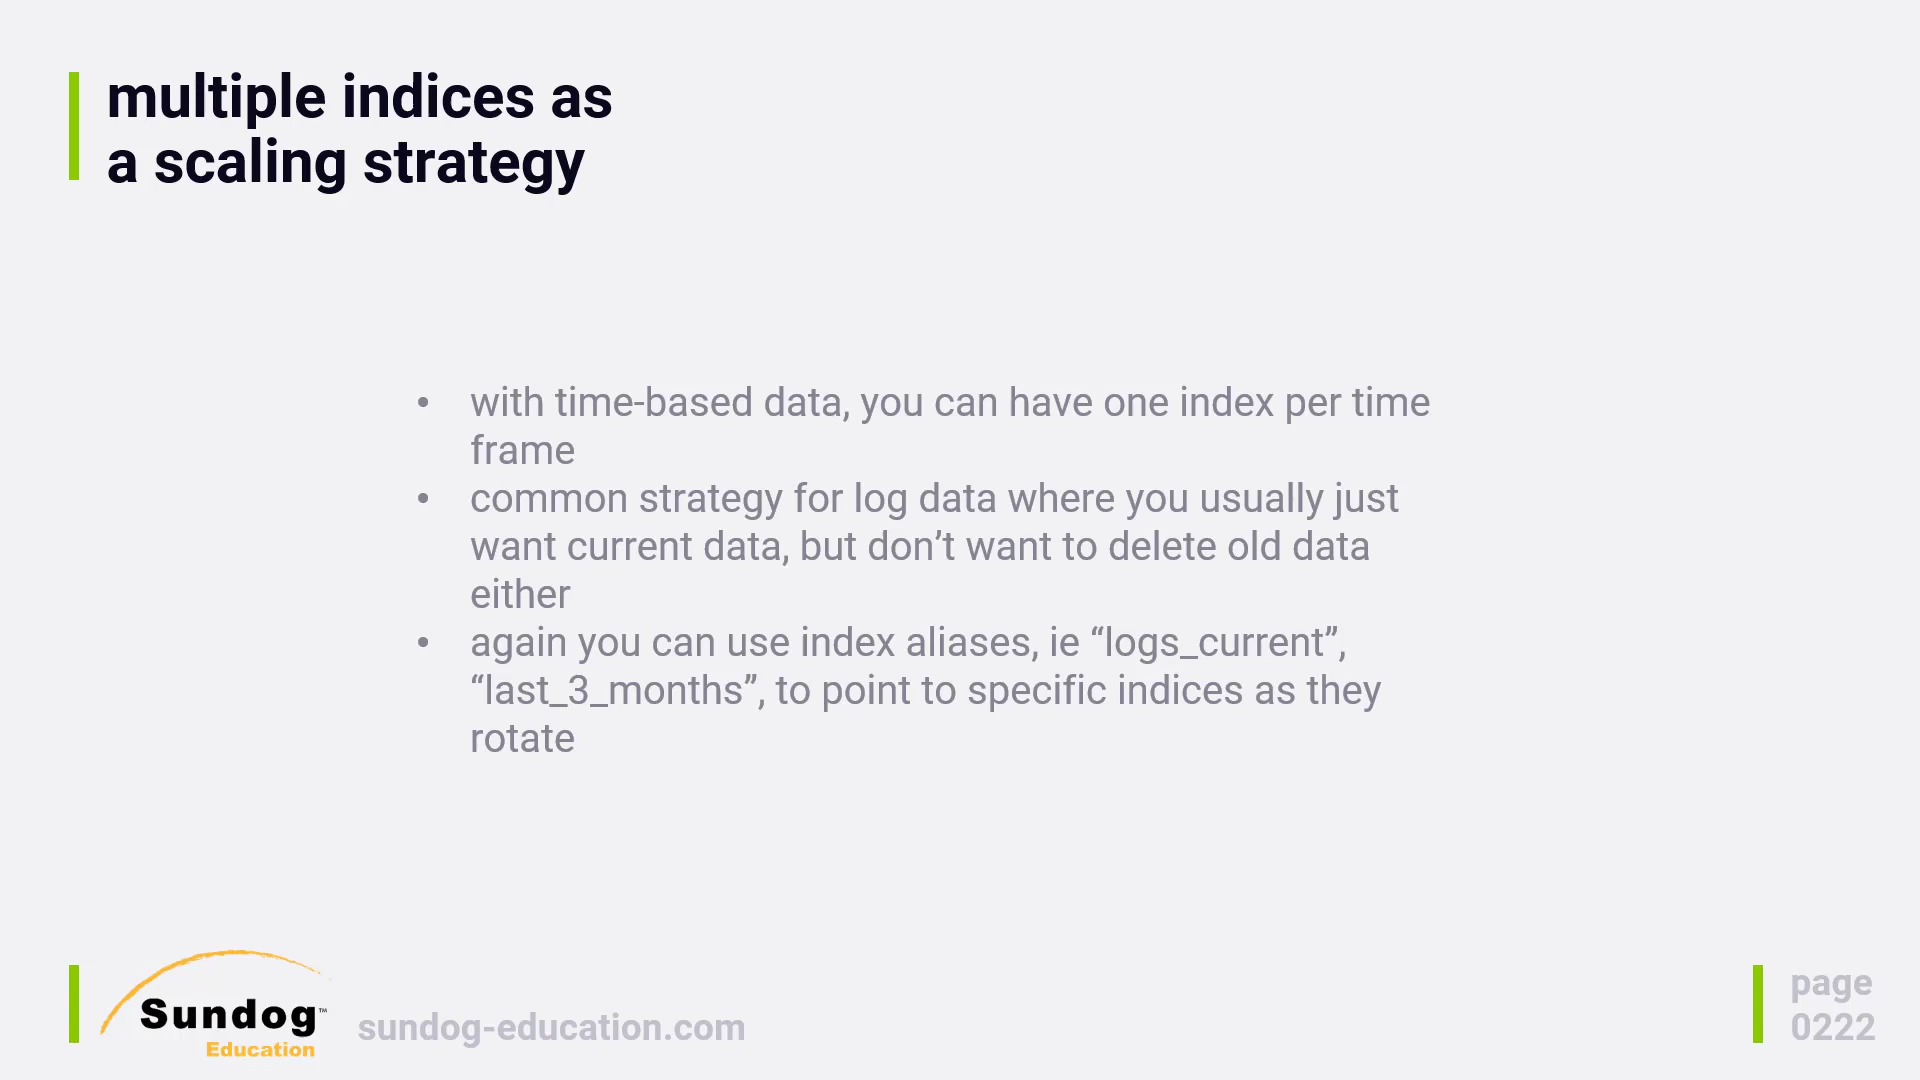 multiple indices as
a scaling strategy
• with time-based data, you can have one index per time
frame
• common strategy for log data where you usually just
want current data, but don’t want to delete old data
either
• again you can use index aliases, ie “logs_current”,
“last_3_months”, to point to specific indices as they
rotate
Sundog™
Education
sundog-education.com
page
0222